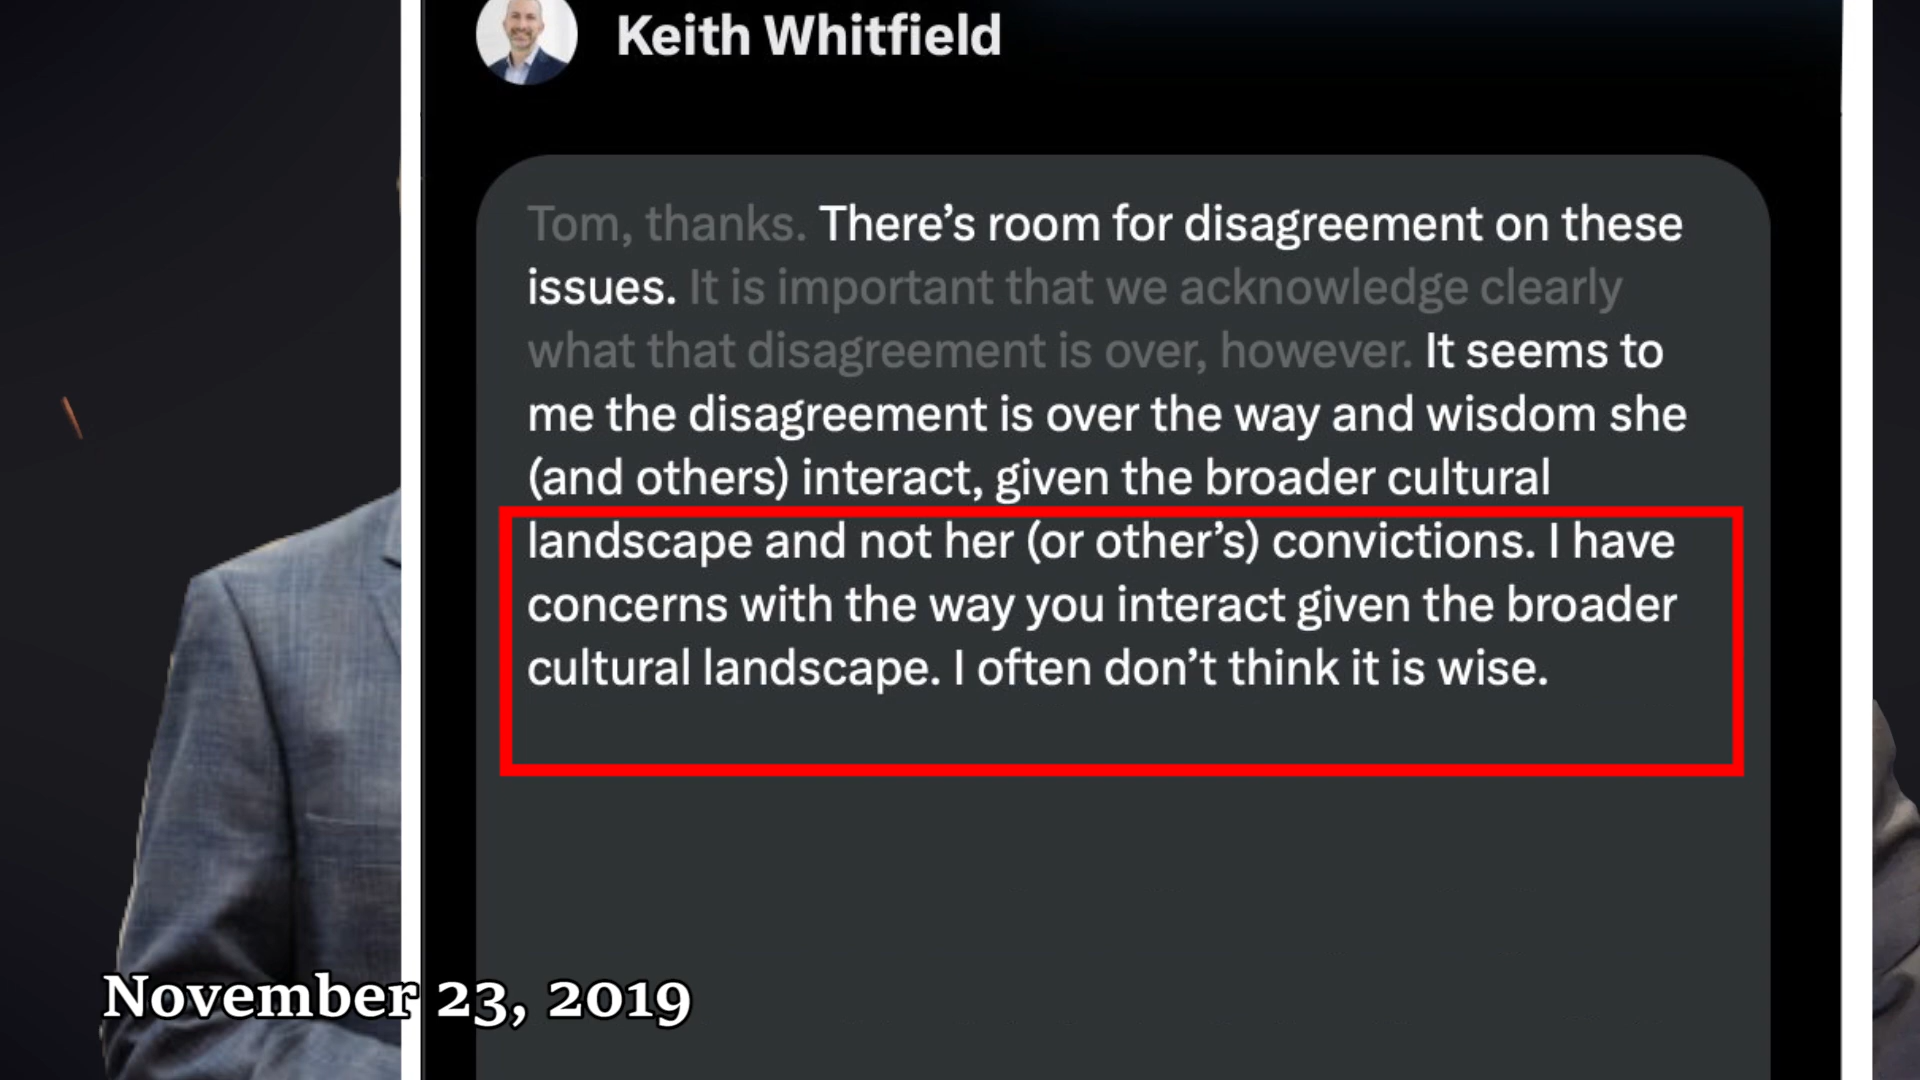 Keith Whitfield
Tom, thanks. There’s room for disagreement on these
issues. It is important that we acknowledge clearly
what that disagreement is over, however. It seems to
me the disagreement is over the way and wisdom she
(and others) interact, given the broader cultural
landscape and not her (or other’s) convictions. I have
concerns with the way you interact given the broader
cultural landscape. I often don’t think it is wise.
November 23, 2019